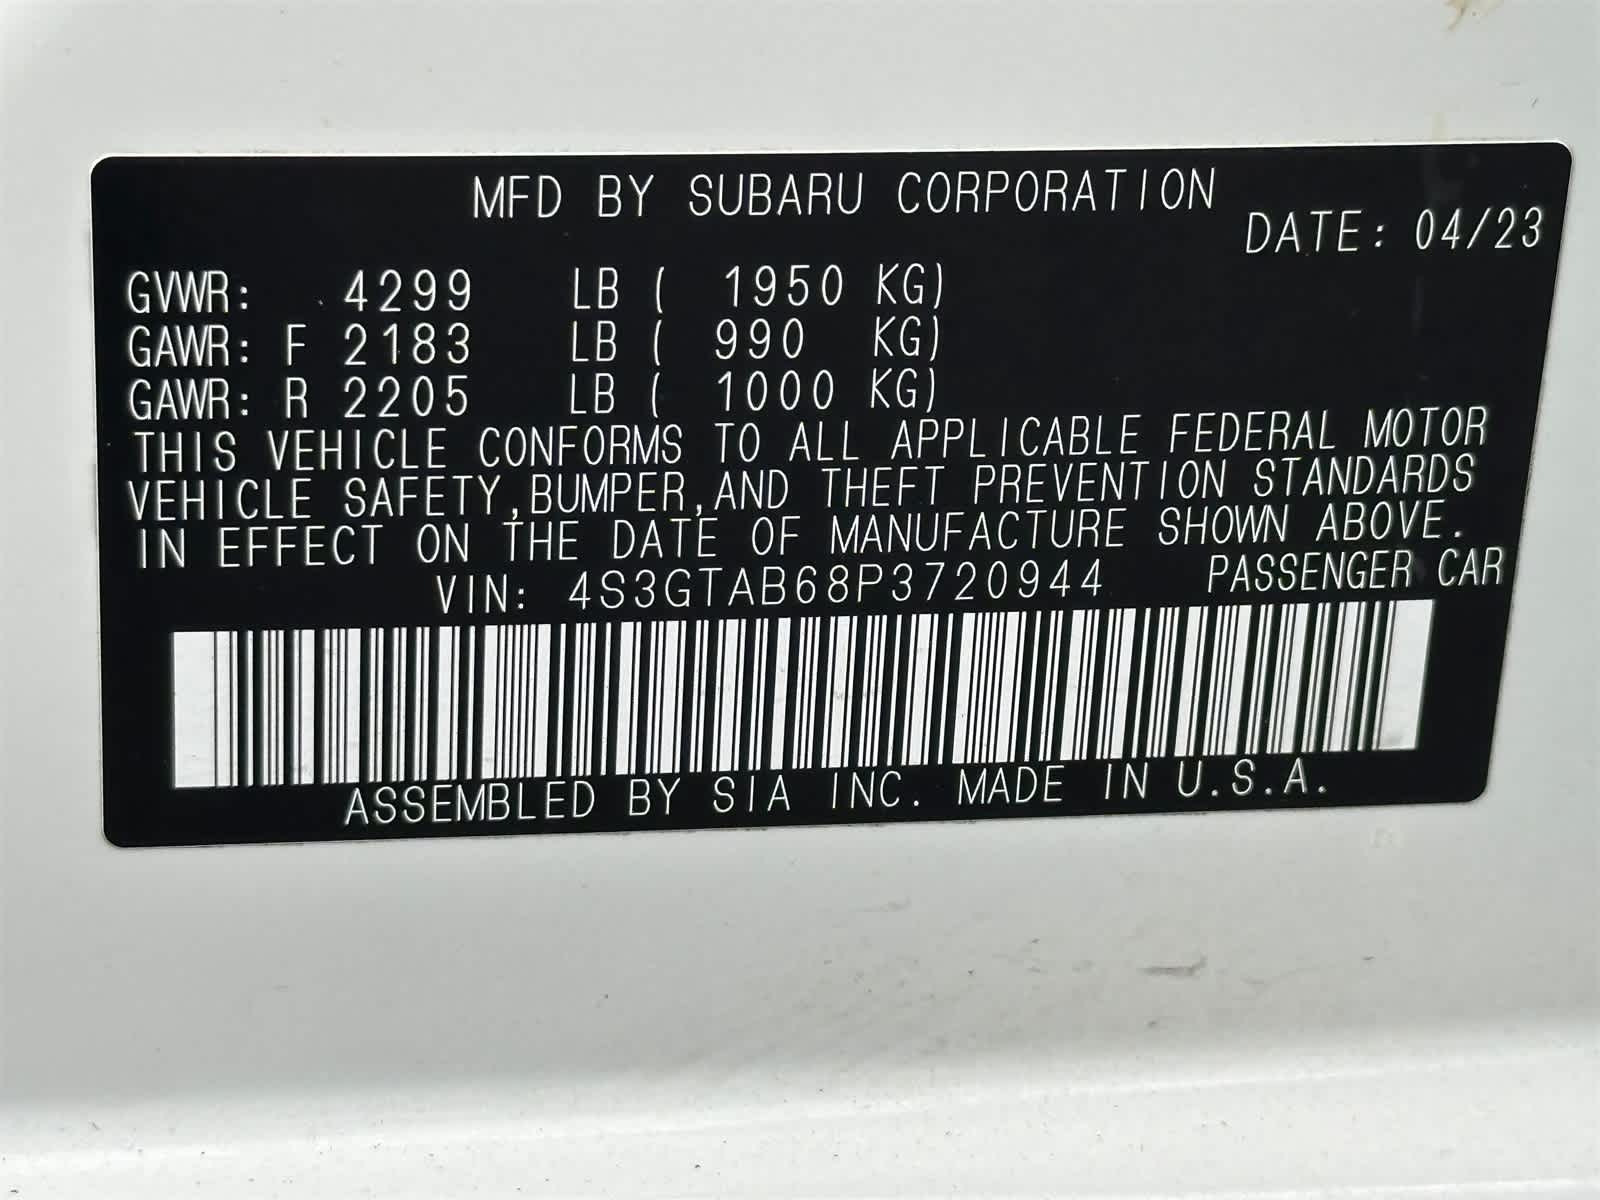 MFD BY SUBARU CORPORATION
DATE: 04/23
GVWR: 4299 LB ( 1950 KG)
GAWR: F 2183 LB ( 990 KG)
GAWR: R 2205 LB ( 1000 KG)
THIS VEHICLE CONFORMS TO ALL APPLICABLE FEDERAL MOTOR
VEHICLE SAFETY,BUMPER,AND THEFT PREVENTION STANDARDS
IN EFFECT ON THE DATE OF MANUFACTURE SHOWN ABOVE.
VIN: 4S3GTAB68P3720944 PASSENGER CAR
ASSEMBLED BY SIA INC. MADE IN U.S.A.